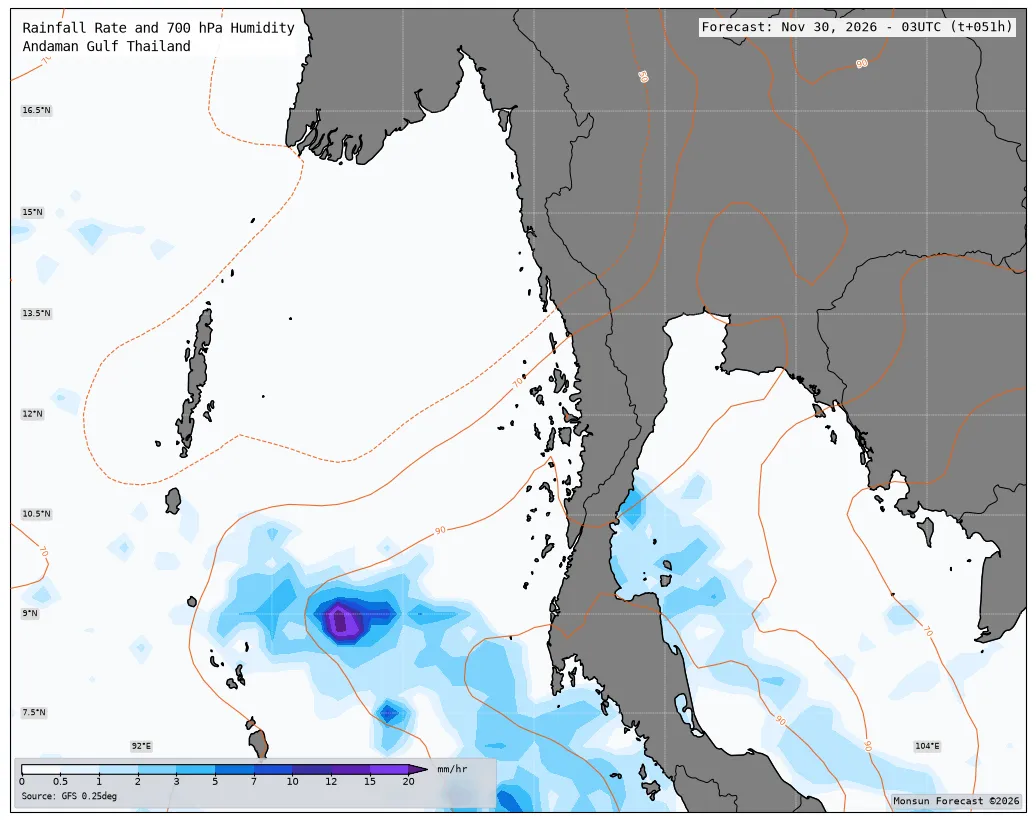 Rainfall Rate and 700 hPa Humidity
Andaman Gulf Thailand
Forecast: Nov 30, 2026 - 03UTC (t+051h)
70
50
90
16.5°N
15°N
13.5°N
12°N
10.5°N
9°N
7.5°N
70
90
70
70
90
90
92°E
104°E
0 0.5 1 2 3 5 7 10 12 15 20 mm/hr
Source: GFS 0.25deg
Monsun Forecast ©2026